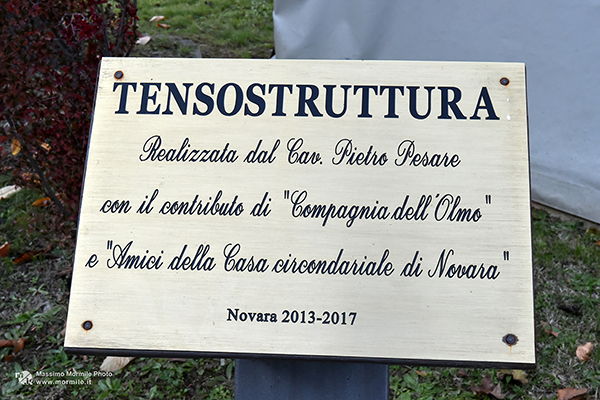 TENSOSTRUTTURA
Realizzata dal Cav. Pietro Pesare
con il contributo di "Compagnia dell'Olmo"
e "Amici della Casa circondariale di Novara"
Novara 2013-2017
Massimo Mormile Photo
www.mormile.it